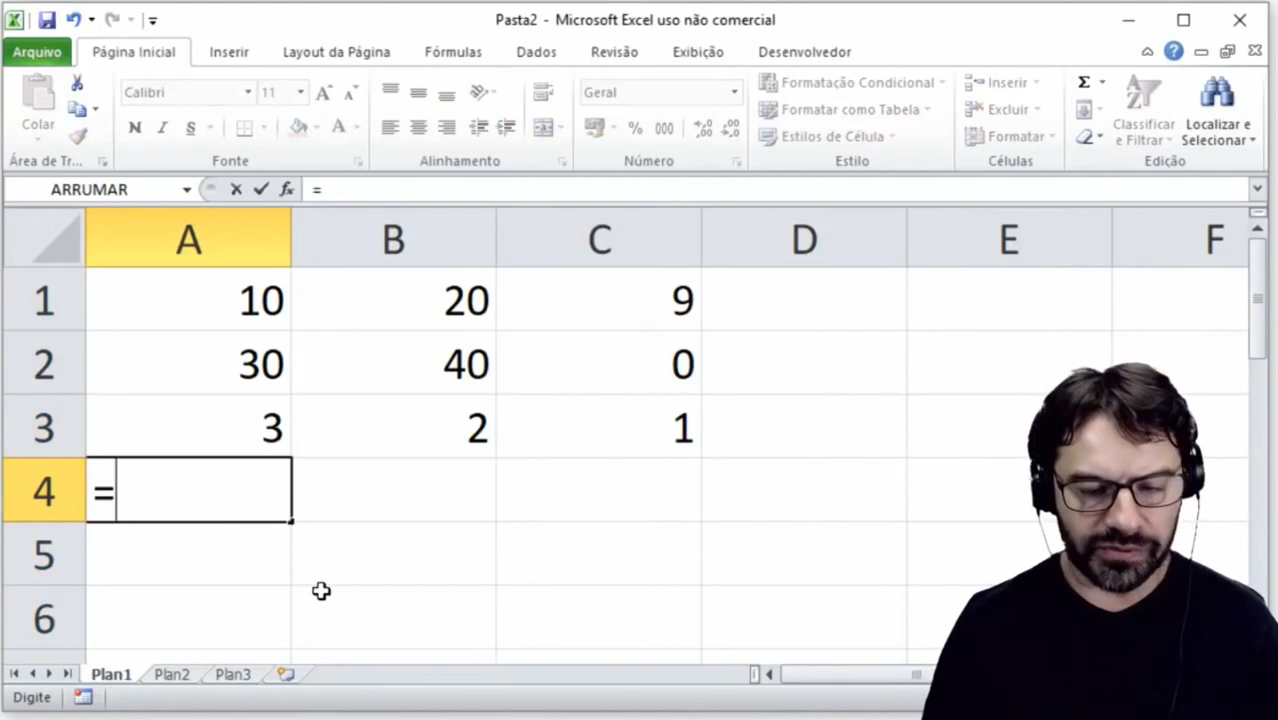 Pasta2 - Microsoft Excel uso não comercial
Arquivo Página Inicial Inserir Layout da Página Fórmulas Dados Revisão Exibição Desenvolvedor
Colar
Área de Tr...
Calibri 11
N I S
Fonte
Alinhamento
Geral
% 000
Número
Formatação Condicional
Formatar como Tabela
Estilos de Célula
Estilo
Inserir
Excluir
Formatar
Células
Σ
Classificar e Filtrar
Localizar e Selecionar
Edição
ARRUMAR fx =
A B C D E F
1 10 20 9
2 30 40 0
3 3 2 1
4 =
5
6
Plan1 Plan2 Plan3
Digite